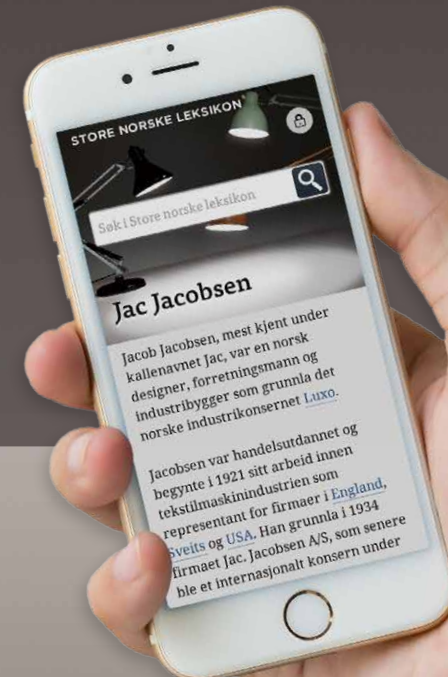 STORE NORSKE LEKSIKON
Søk i Store norske leksikon
Jac Jacobsen
Jacob Jacobsen, mest kjent under
kallenavnet Jac, var en norsk
designer, forretningsmann og
industribygger som grunnla det
norske industrikonsernet Luxo.
Jacobsen var handelsutdannet og
begynte i 1921 sitt arbeid innen
tekstilmaskinindustrien som
representant for firmaer i England,
Sveits og USA. Han grunnla i 1934
firmaet Jac. Jacobsen A/S, som senere
ble et internasjonalt konsern under